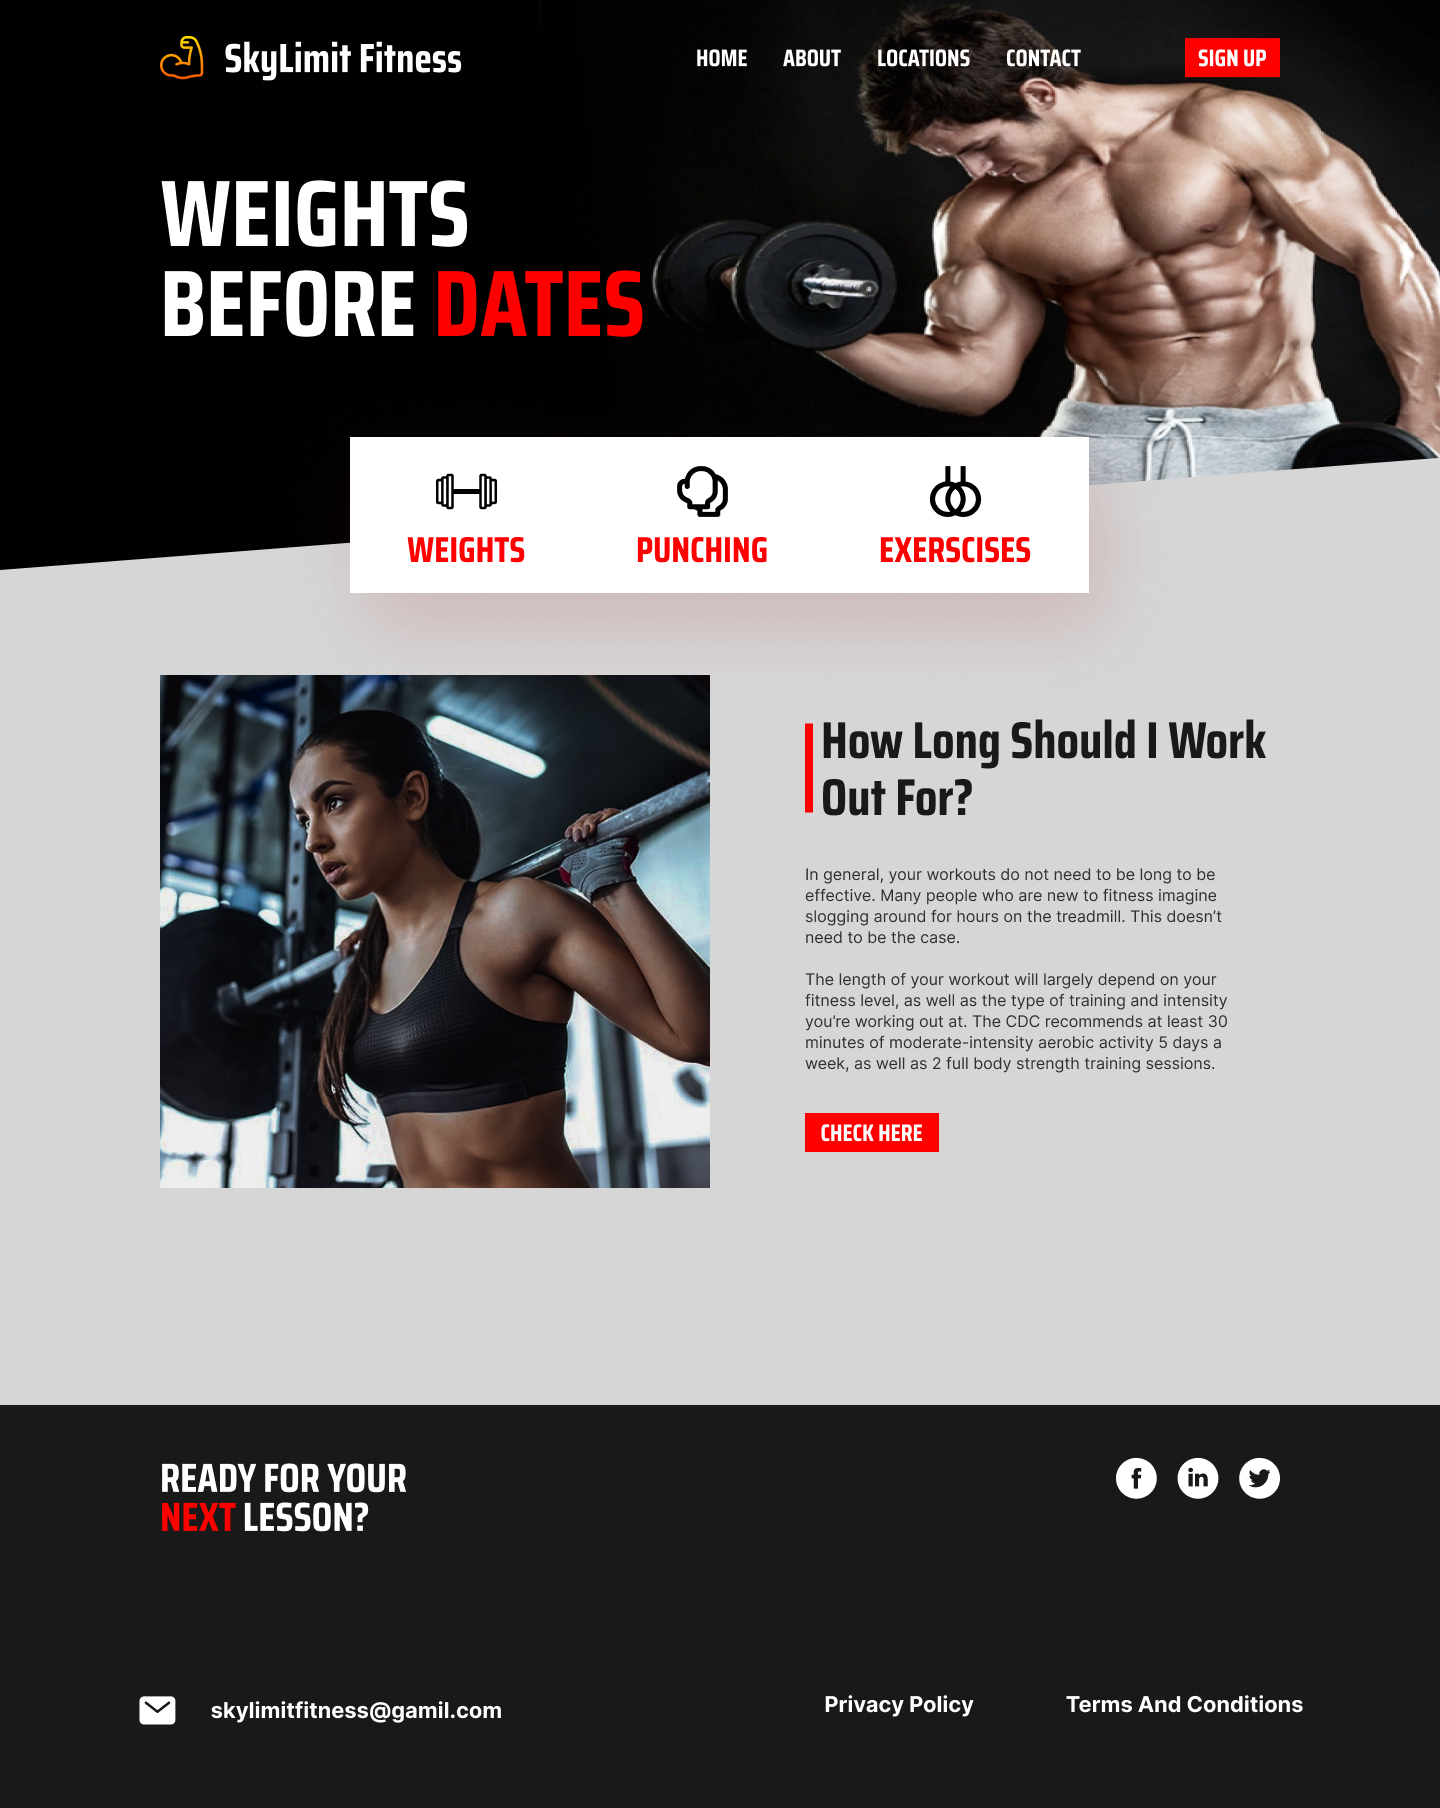 SkyLimit Fitness
HOME ABOUT LOCATIONS CONTACT SIGN UP
WEIGHTS
BEFORE DATES
WEIGHTS PUNCHING EXERSCISES
How Long Should I Work
Out For?
In general, your workouts do not need to be long to be
effective. Many people who are new to fitness imagine
slogging around for hours on the treadmill. This doesn’t
need to be the case.
The length of your workout will largely depend on your
fitness level, as well as the type of training and intensity
you’re working out at. The CDC recommends at least 30
minutes of moderate-intensity aerobic activity 5 days a
week, as well as 2 full body strength training sessions.
CHECK HERE
READY FOR YOUR
NEXT LESSON?
f in
skylimitfitness@gamil.com Privacy Policy Terms And Conditions